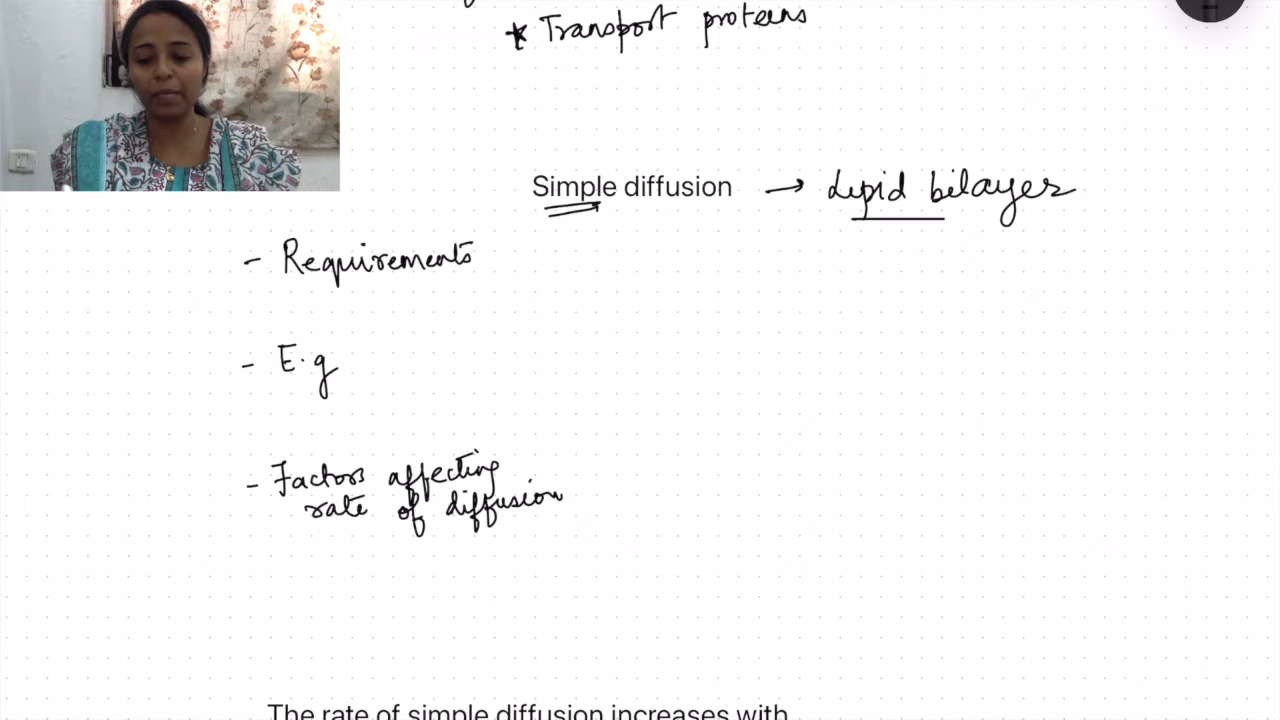 * Transport proteins
Simple diffusion → Lipid bilayer
- Requirements
- E.g
- Factors affecting
rate of diffusion
The rate of simple diffusion increases with